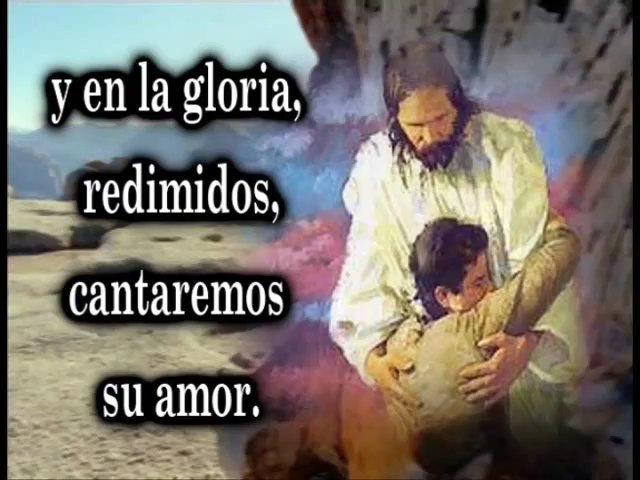 y en la gloria,
redimidos,
cantaremos
su amor.